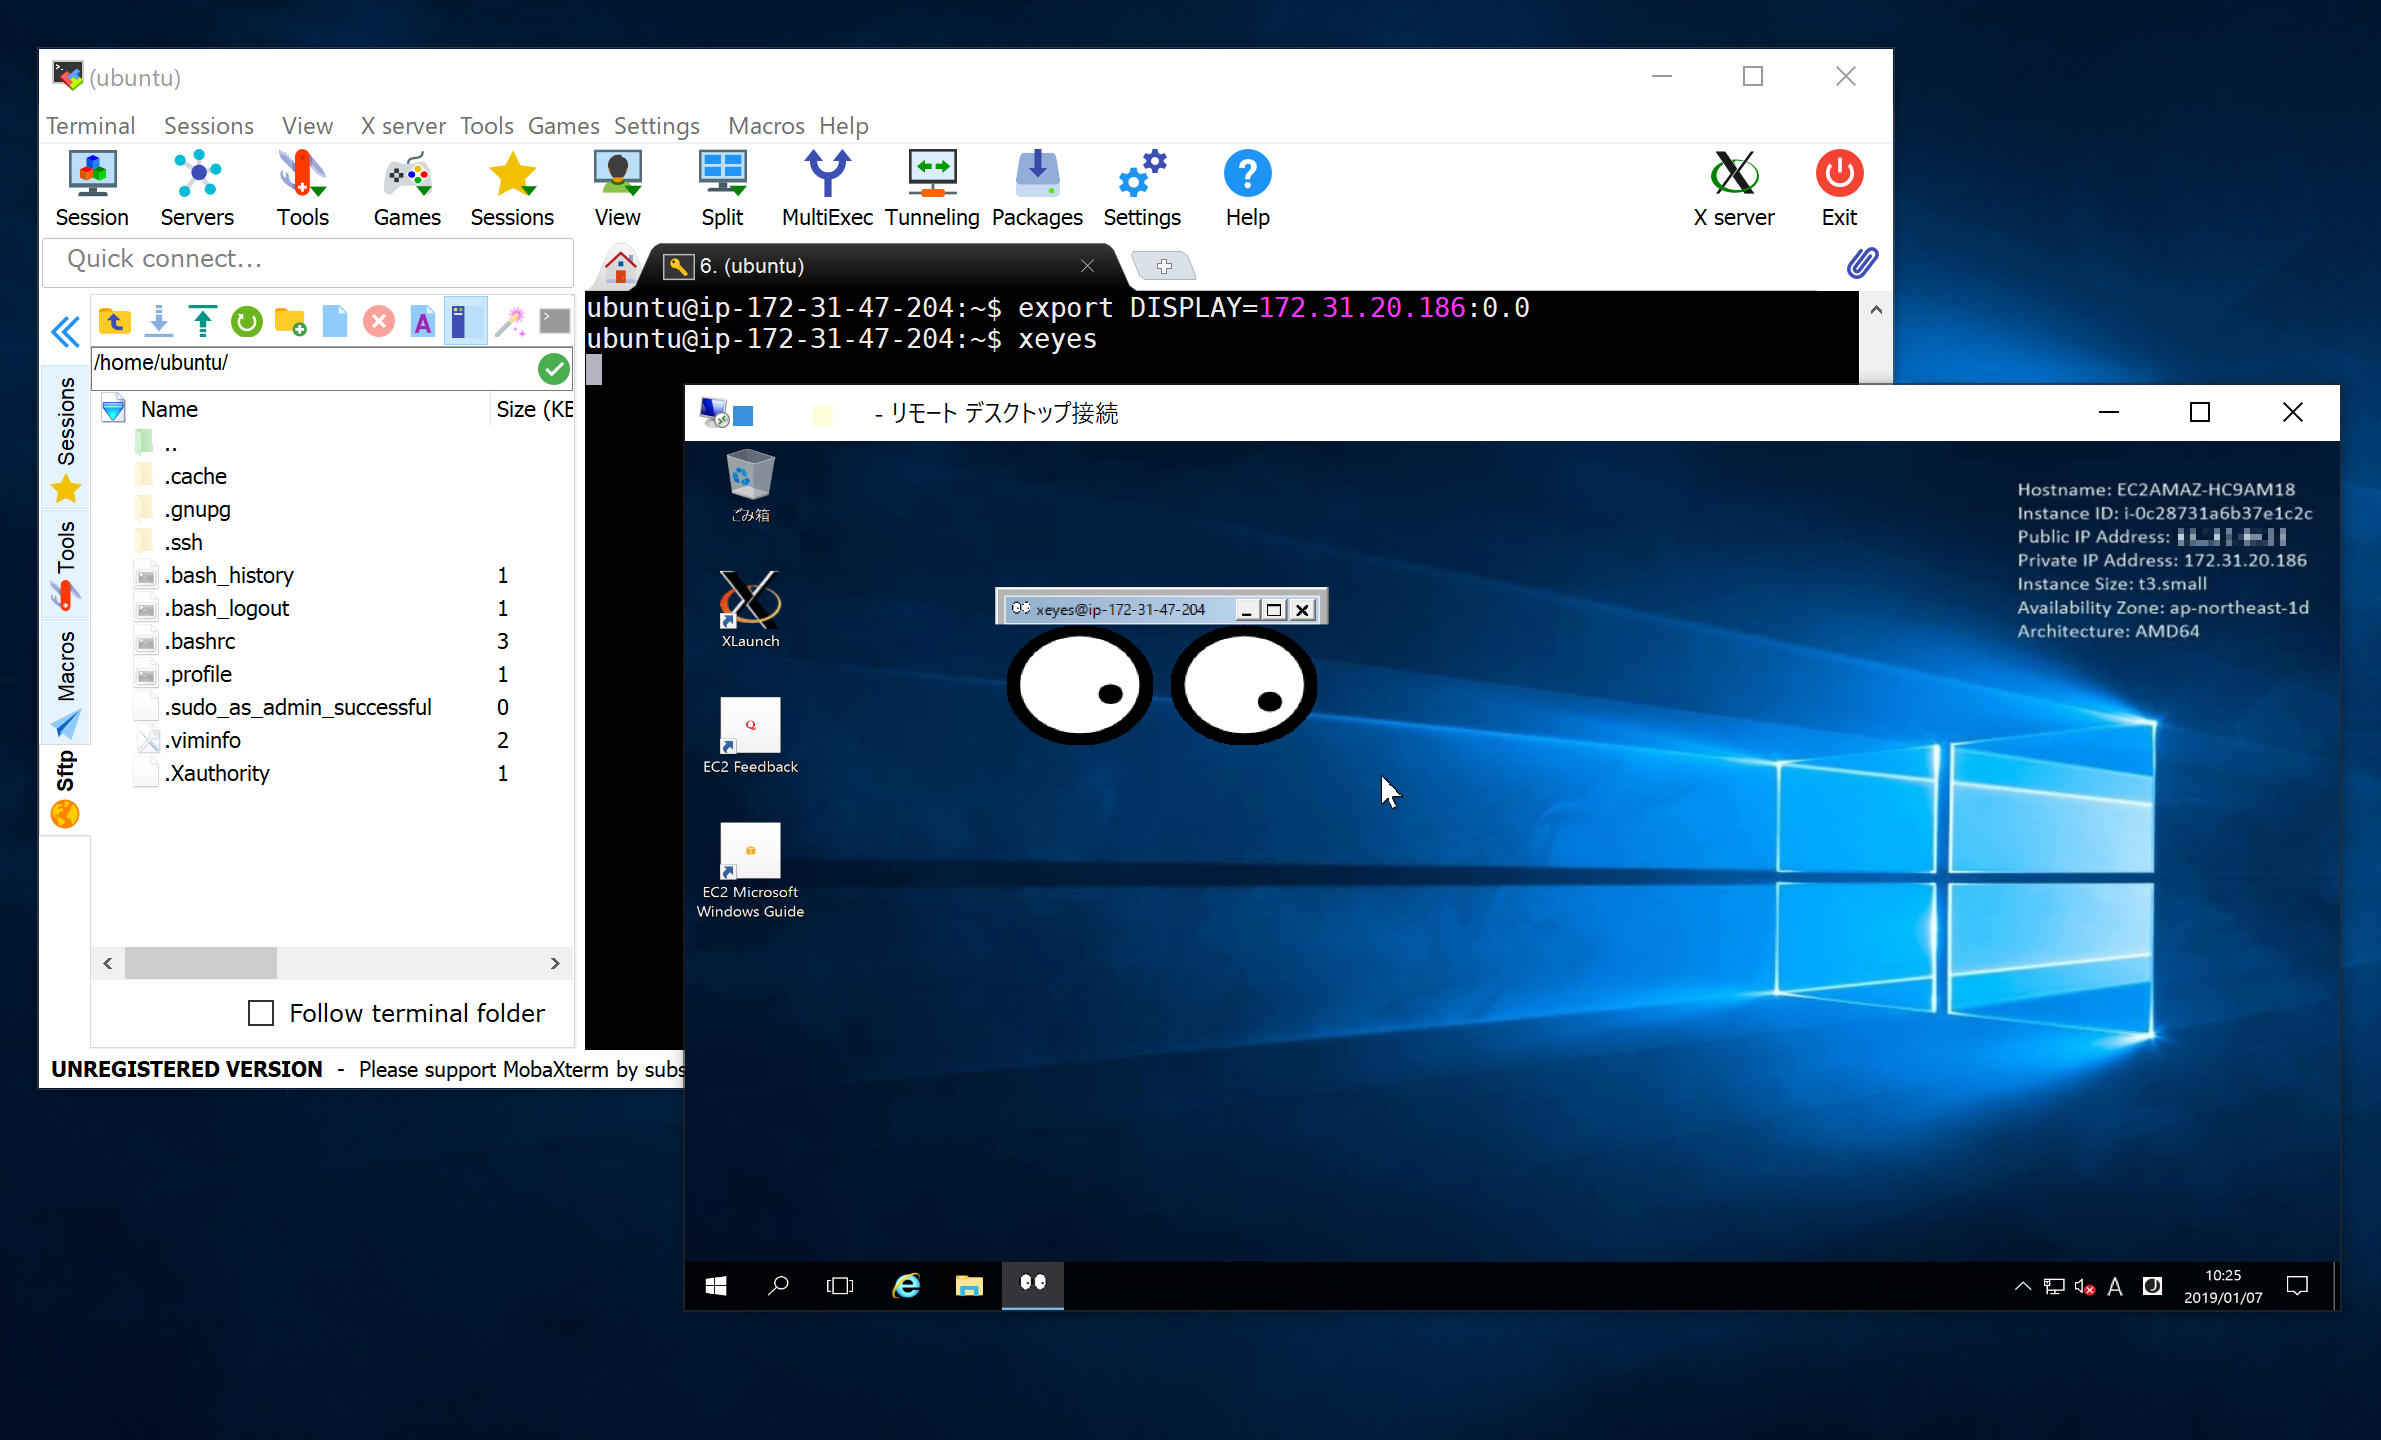 (ubuntu)
Terminal Sessions View X server Tools Games Settings Macros Help
Session Servers Tools Games Sessions View Split MultiExec Tunneling Packages Settings Help X server Exit
Quick connect...
6. (ubuntu)
ubuntu@ip-172-31-47-204:~$ export DISPLAY=172.31.20.186:0.0
ubuntu@ip-172-31-47-204:~$ xeyes
/home/ubuntu/
Name Size (KB
..
.cache
.gnupg
.ssh
.bash_history 1
.bash_logout 1
.bashrc 3
.profile 1
.sudo_as_admin_successful 0
.viminfo 2
.Xauthority 1
Sessions
Tools
Macros
Sftp
Follow terminal folder
UNREGISTERED VERSION - Please support MobaXterm by subs
- リモート デスクトップ接続
ごみ箱
XLaunch
EC2 Feedback
EC2 Microsoft
Windows Guide
xeyes@ip-172-31-47-204
Hostname: EC2AMAZ-HC9AM18
Instance ID: i-0c28731a6b37e1c2c
Public IP Address:
Private IP Address: 172.31.20.186
Instance Size: t3.small
Availability Zone: ap-northeast-1d
Architecture: AMD64
A
10:25
2019/01/07